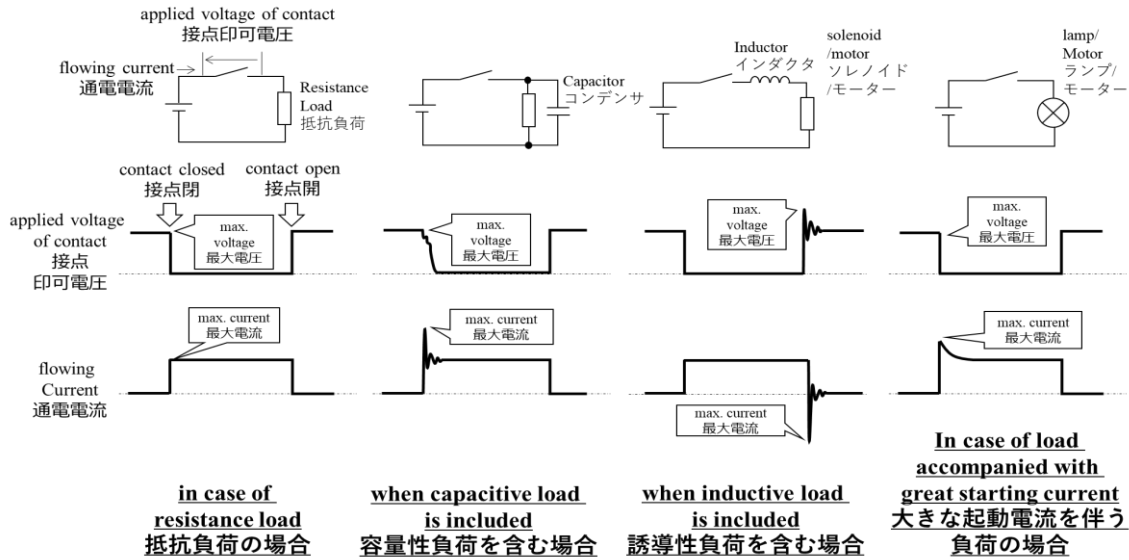 applied voltage of contact
接点印可電圧
flowing current
通電電流
Resistance
Load
抵抗負荷
Capacitor
コンデンサ
Inductor
インダクタ
solenoid
/motor
ソレノイド
/モーター
lamp/
Motor
ランプ/
モーター
contact closed
接点閉
contact open
接点開
applied voltage
of contact
接点
印可電圧
max.
voltage
最大電圧
max.
voltage
最大電圧
max.
voltage
最大電圧
max.
voltage
最大電圧
flowing
Current
通電電流
max. current
最大電流
max. current
最大電流
max. current
最大電流
max. current
最大電流
in case of
resistance load
抵抗負荷の場合
when capacitive load
is included
容量性負荷を含む場合
when inductive load
is included
誘導性負荷を含む場合
In case of load
accompanied with
great starting current
大きな起動電流を伴う
負荷の場合